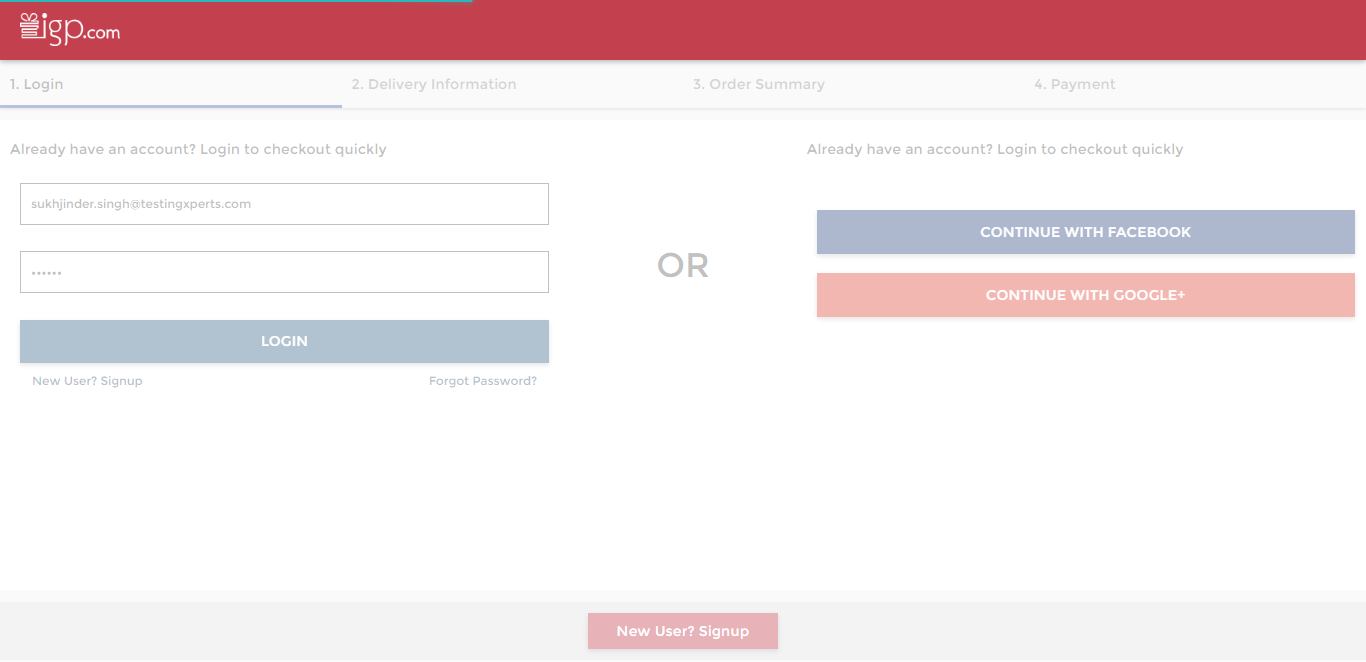 igp.com
1. Login
2. Delivery Information
3. Order Summary
4. Payment
Already have an account? Login to checkout quickly
sukhjinder.singh@testingxperts.com
••••••
LOGIN
New User? Signup
Forgot Password?
OR
Already have an account? Login to checkout quickly
CONTINUE WITH FACEBOOK
CONTINUE WITH GOOGLE+
New User? Signup